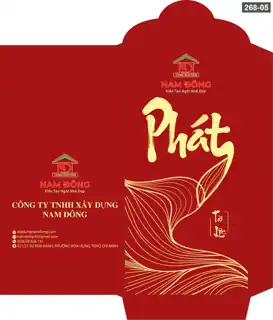 268-05
NAM ĐÔNG
Kiến Tạo Ngôi Nhà Đẹp
Phát
Tài
Lộc
NAM ĐÔNG
Kiến Tạo Ngôi Nhà Đẹp
CÔNG TY TNHH XÂY DỰNG
NAM ĐÔNG